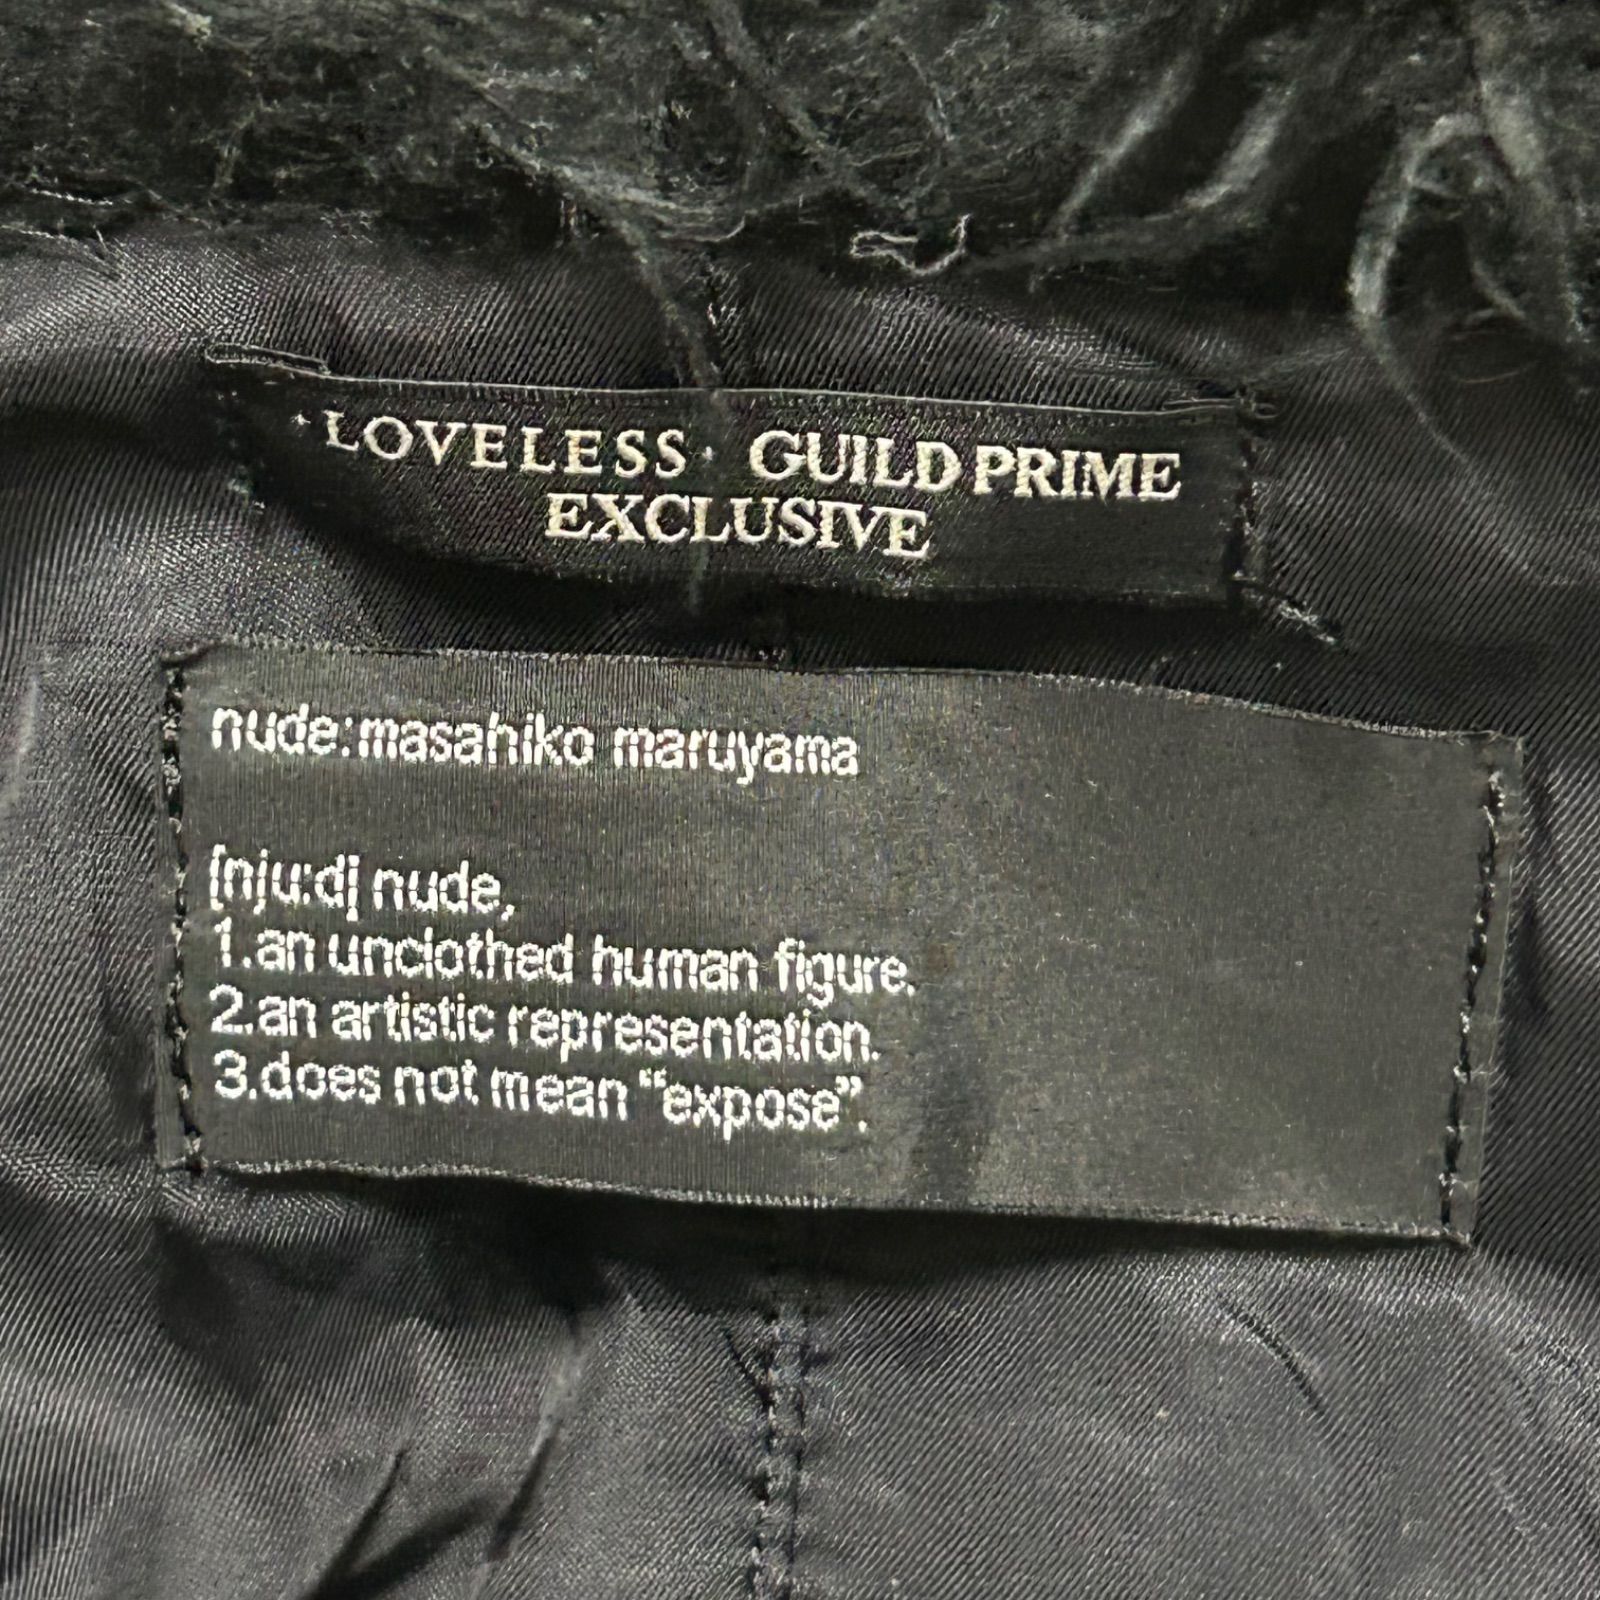 LOVELESS · GUILD PRIME
EXCLUSIVE
nude:masahiko maruyama
[nju:d] nude,
1.an unclothed human figure.
2.an artistic representation.
3.does not mean “expose”.